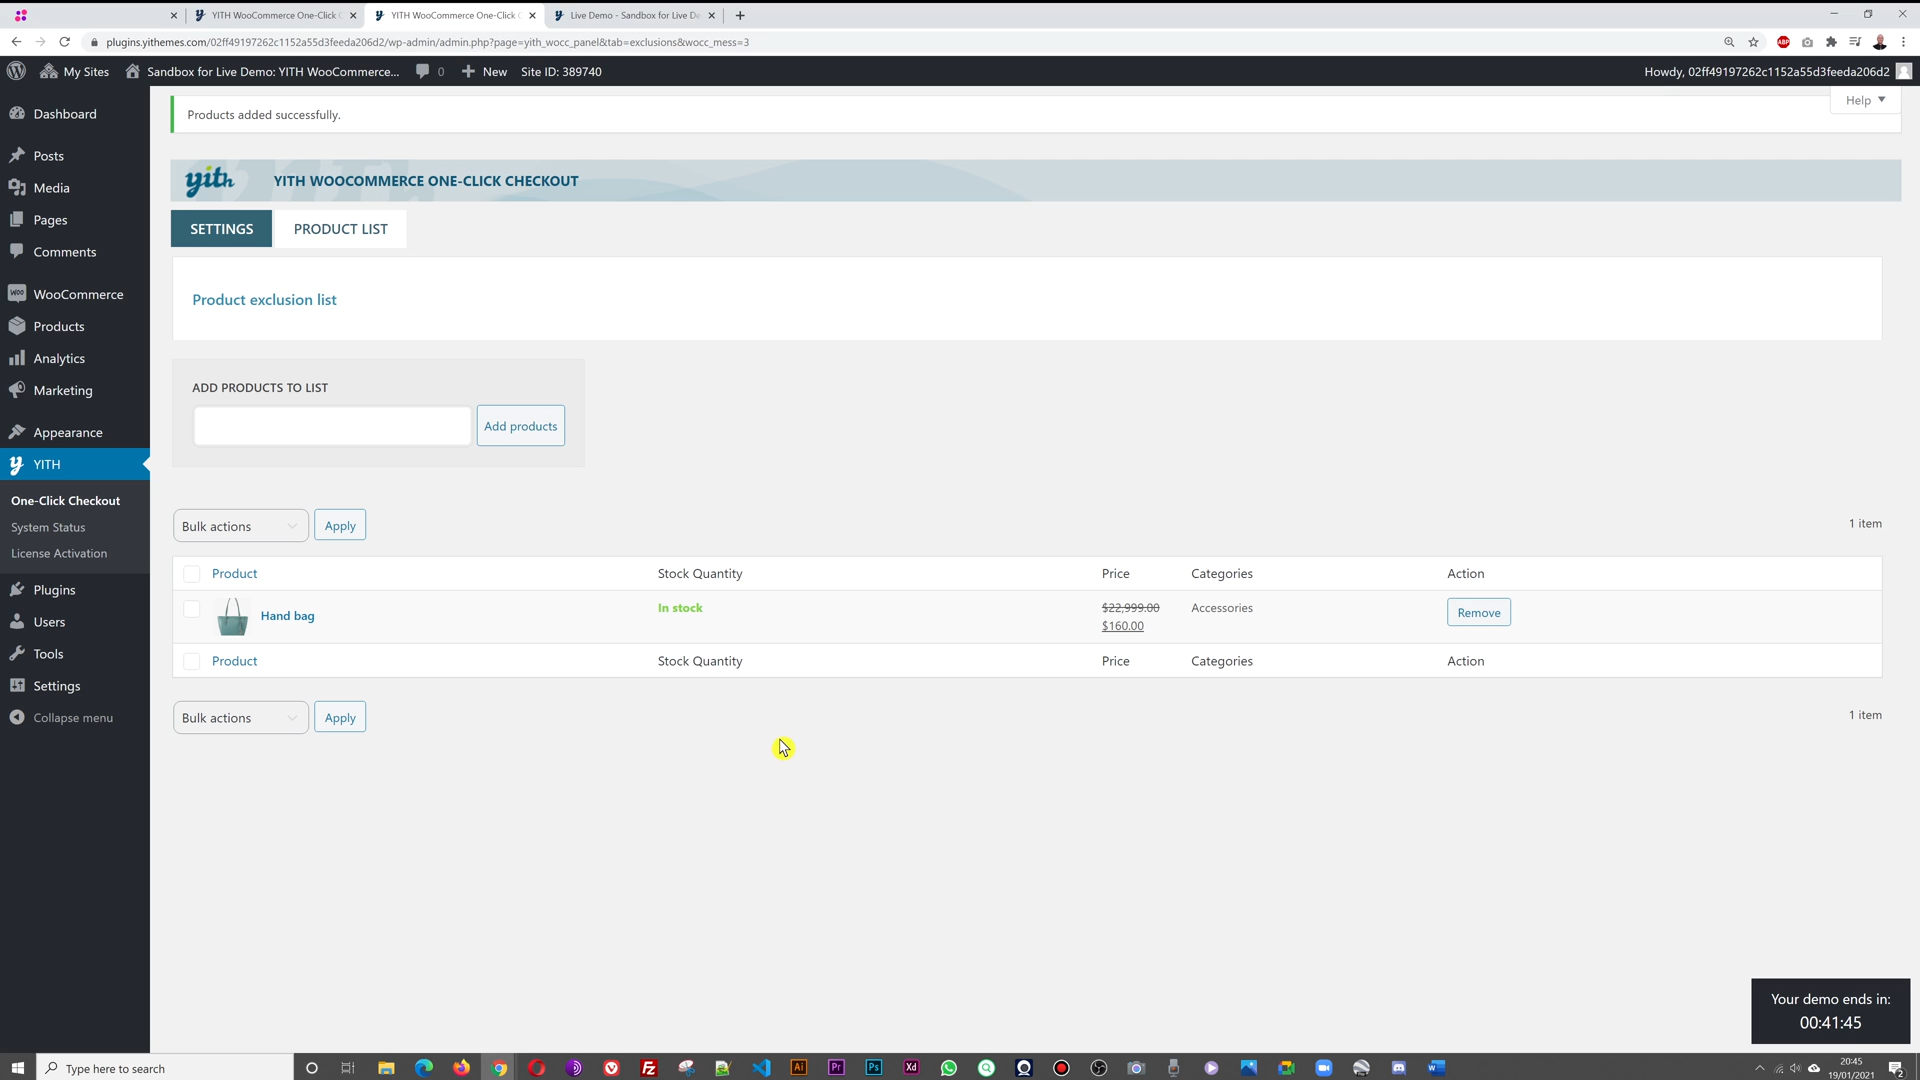 YITH WooCommerce One-Click C
YITH WooCommerce One-Click C
Live Demo - Sandbox for Live De
plugins.yithemes.com/02ff49197262c1152a55d3feeda206d2/wp-admin/admin.php?page=yith_wocc_panel&tab=exclusions&wocc_mess=3
My Sites
Sandbox for Live Demo: YITH WooCommerce...
0
New
Site ID: 389740
Howdy, 02ff49197262c1152a55d3feeda206d2
Help
Products added successfully.
yith
YITH WOOCOMMERCE ONE-CLICK CHECKOUT
SETTINGS
PRODUCT LIST
Product exclusion list
ADD PRODUCTS TO LIST
Add products
Bulk actions
Apply
1 item
Product
Stock Quantity
Price
Categories
Action
Hand bag
In stock
$22,999.00
$160.00
Accessories
Remove
Product
Stock Quantity
Price
Categories
Action
Bulk actions
Apply
1 item
Dashboard
Posts
Media
Pages
Comments
WooCommerce
Products
Analytics
Marketing
Appearance
YITH
One-Click Checkout
System Status
License Activation
Plugins
Users
Tools
Settings
Collapse menu
Your demo ends in:
00:41:45
Type here to search
20:45
19/01/2021